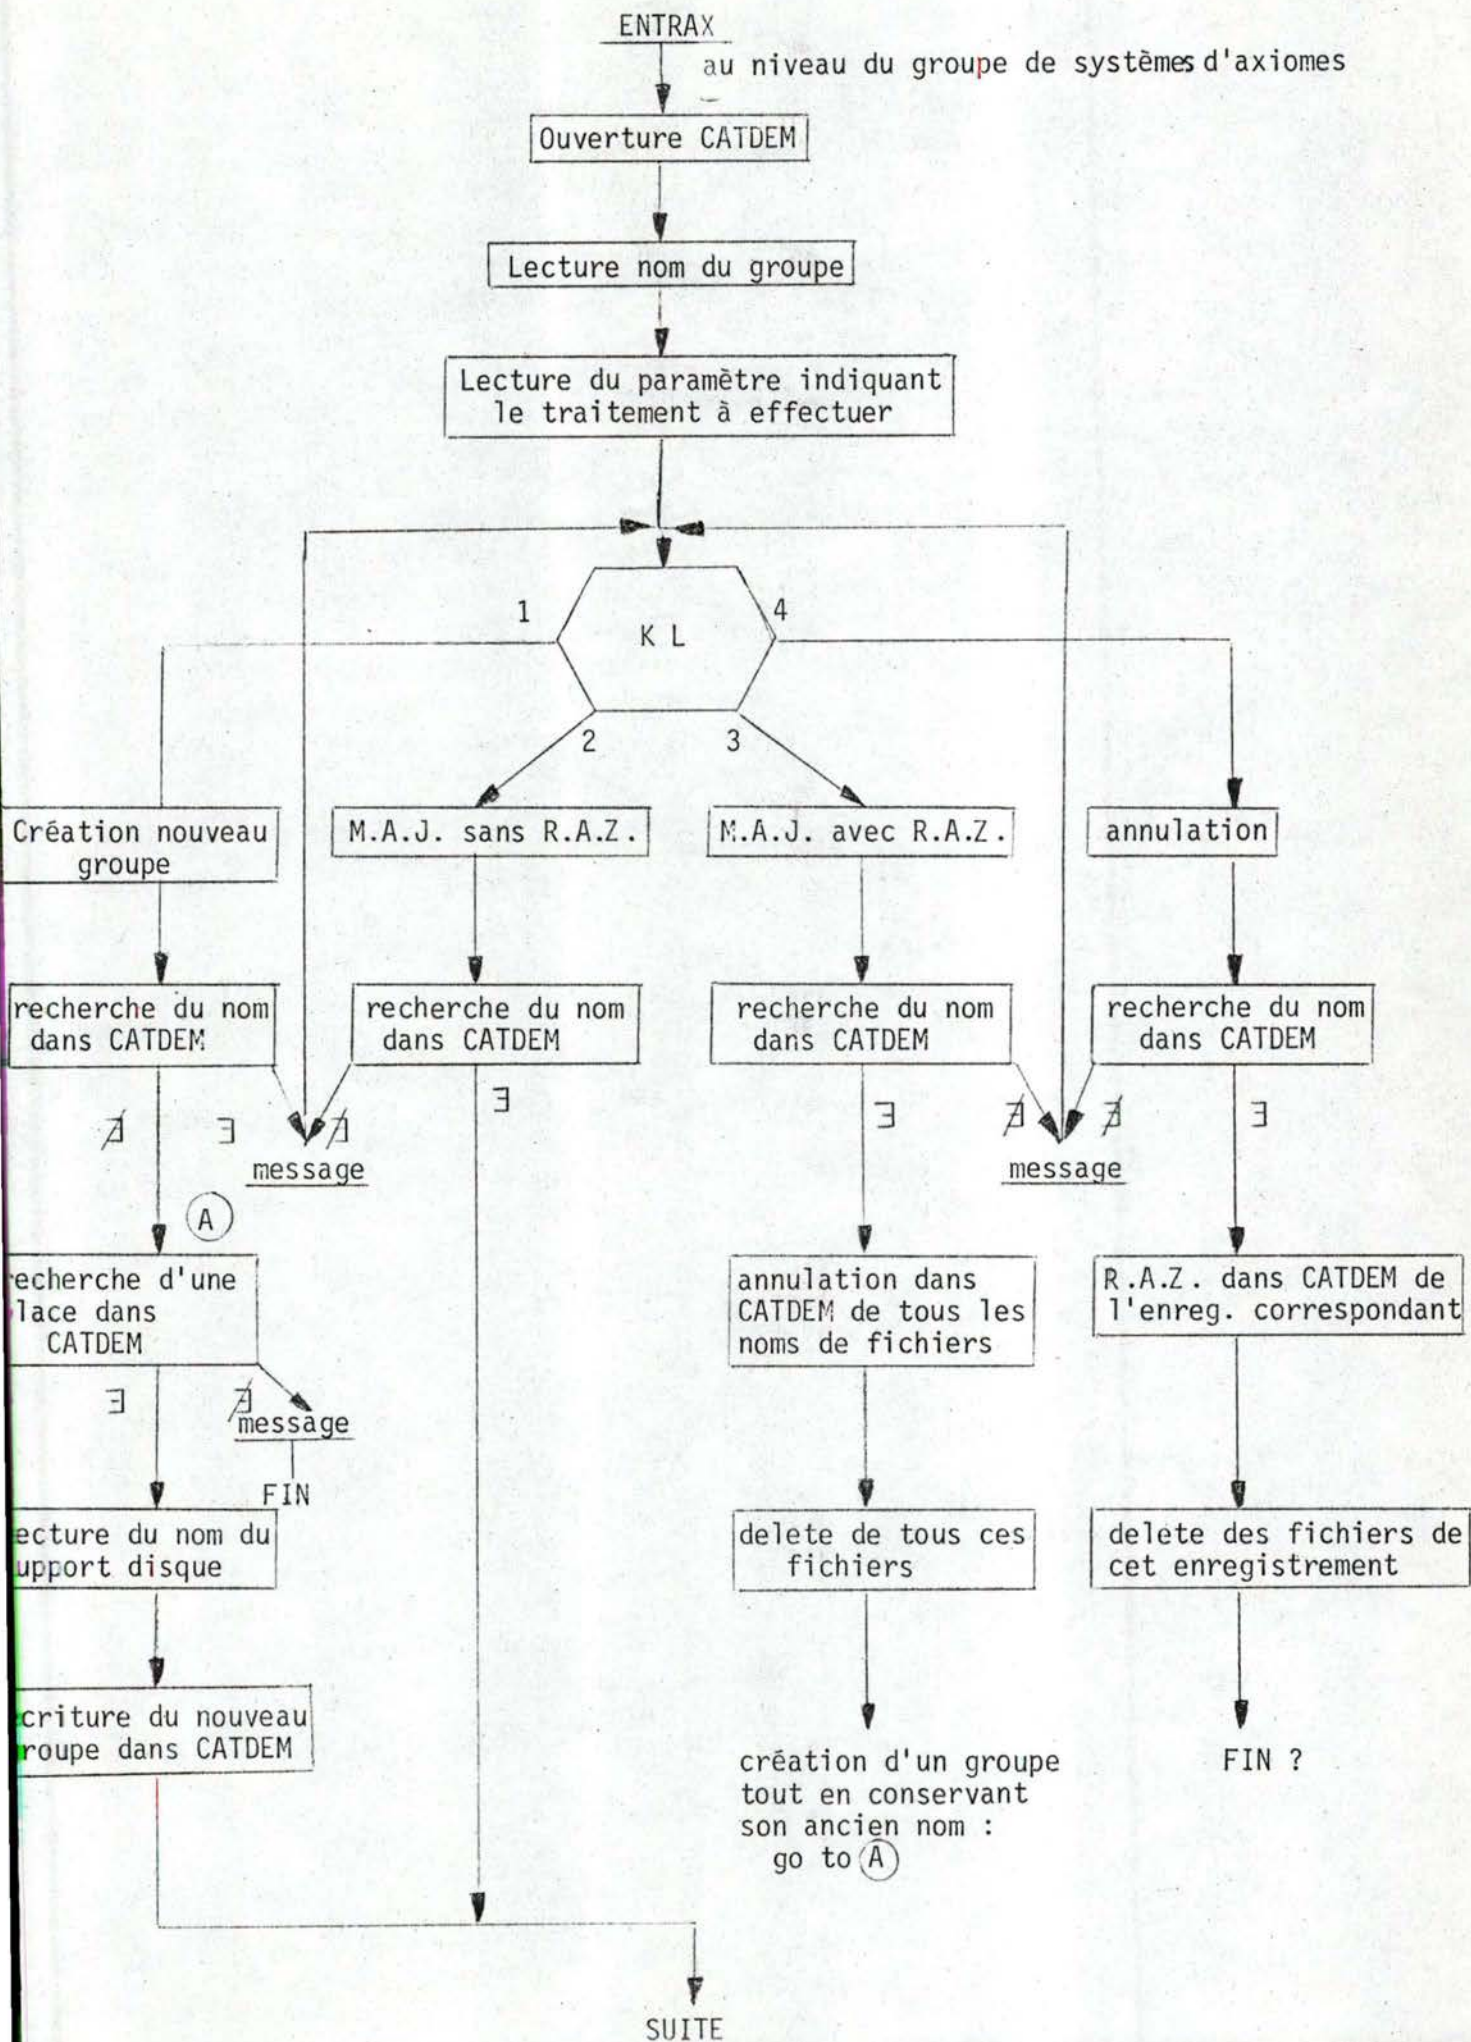 ENTRAX
au niveau du groupe de systèmes d'axiomes
Ouverture CATDEM
Lecture nom du groupe
Lecture du paramètre indiquant
le traitement à effectuer
1
K L
4
2
3
Création nouveau
groupe
M.A.J. sans R.A.Z.
M.A.J. avec R.A.Z.
annulation
recherche du nom
dans CATDEM
recherche du nom
dans CATDEM
recherche du nom
dans CATDEM
recherche du nom
dans CATDEM
∄
∃
∄
∃
∃
∄
∄
∃
message
message
A
echerche d'une
lace dans
CATDEM
annulation dans
CATDEM de tous les
noms de fichiers
R.A.Z. dans CATDEM de
l'enreg. correspondant
∃
∄
message
FIN
ecture du nom du
upport disque
delete de tous ces
fichiers
delete des fichiers de
cet enregistrement
criture du nouveau
roupe dans CATDEM
création d'un groupe
tout en conservant
son ancien nom :
go to A
FIN ?
SUITE